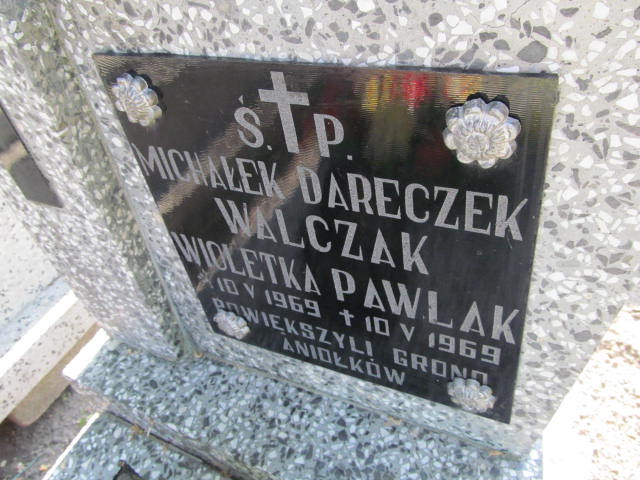 Ś. † P.
MICHAŁEK DARECZEK
WALCZAK
WIOLETKA PAWLAK
* 10 V 1969 † 10 V 1969
POWIĘKSZYLI GRONO
ANIOŁKÓW